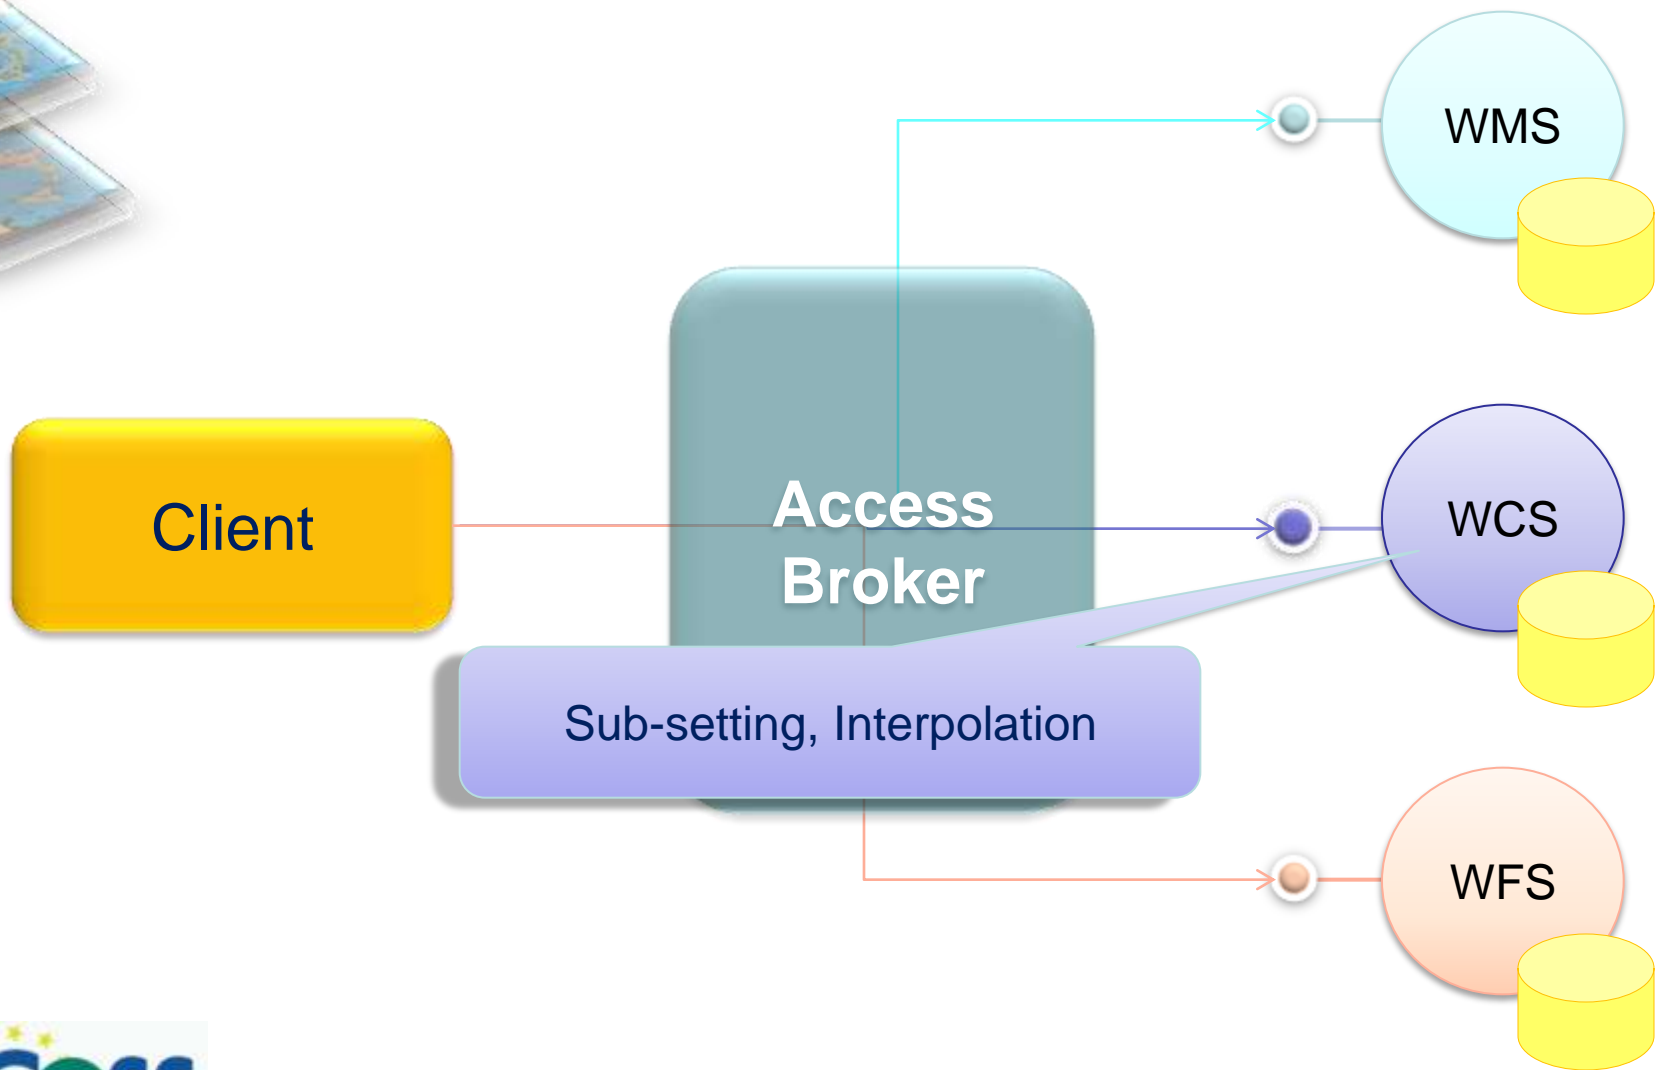 WMS
Client
Access
Broker
WCS
Sub-setting, Interpolation
WFS